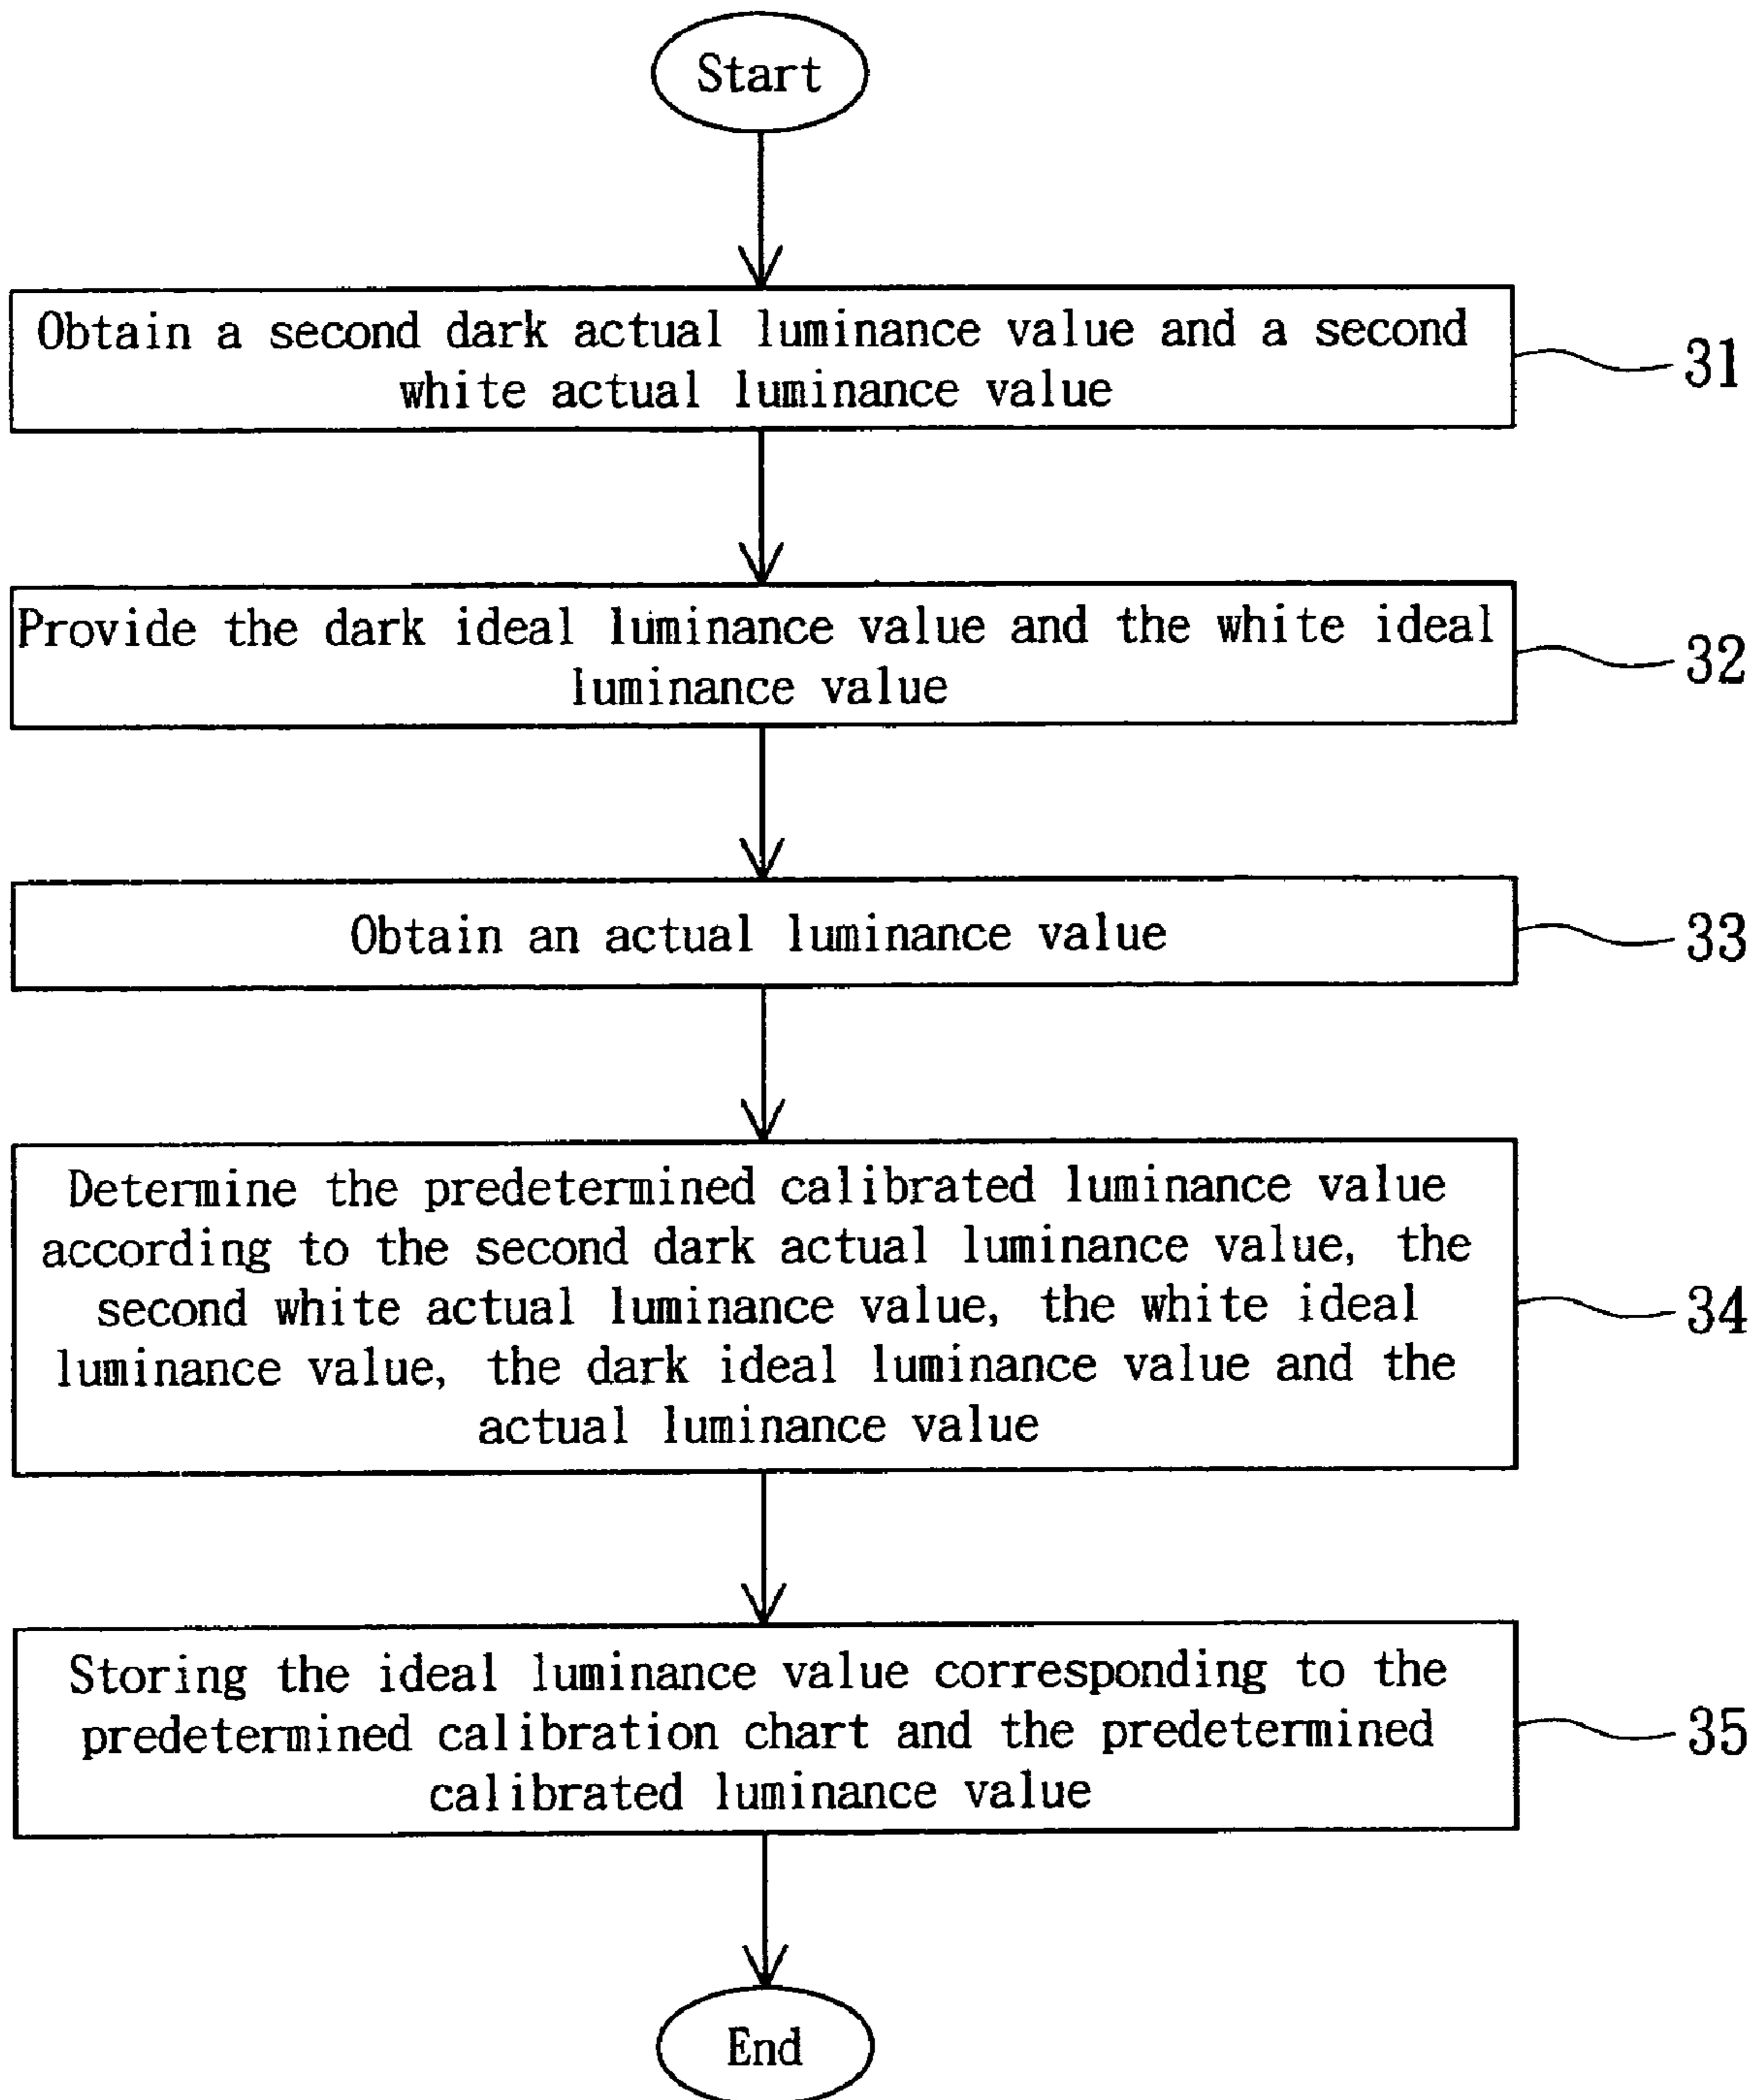 Start
Obtain a second dark actual luminance value and a second
white actual luminance value
31
Provide the dark ideal luminance value and the white ideal
luminance value
32
Obtain an actual luminance value
33
Determine the predetermined calibrated luminance value
according to the second dark actual luminance value, the
second white actual luminance value, the white ideal
luminance value, the dark ideal luminance value and the
actual luminance value
34
Storing the ideal luminance value corresponding to the
predetermined calibration chart and the predetermined
calibrated luminance value
35
End